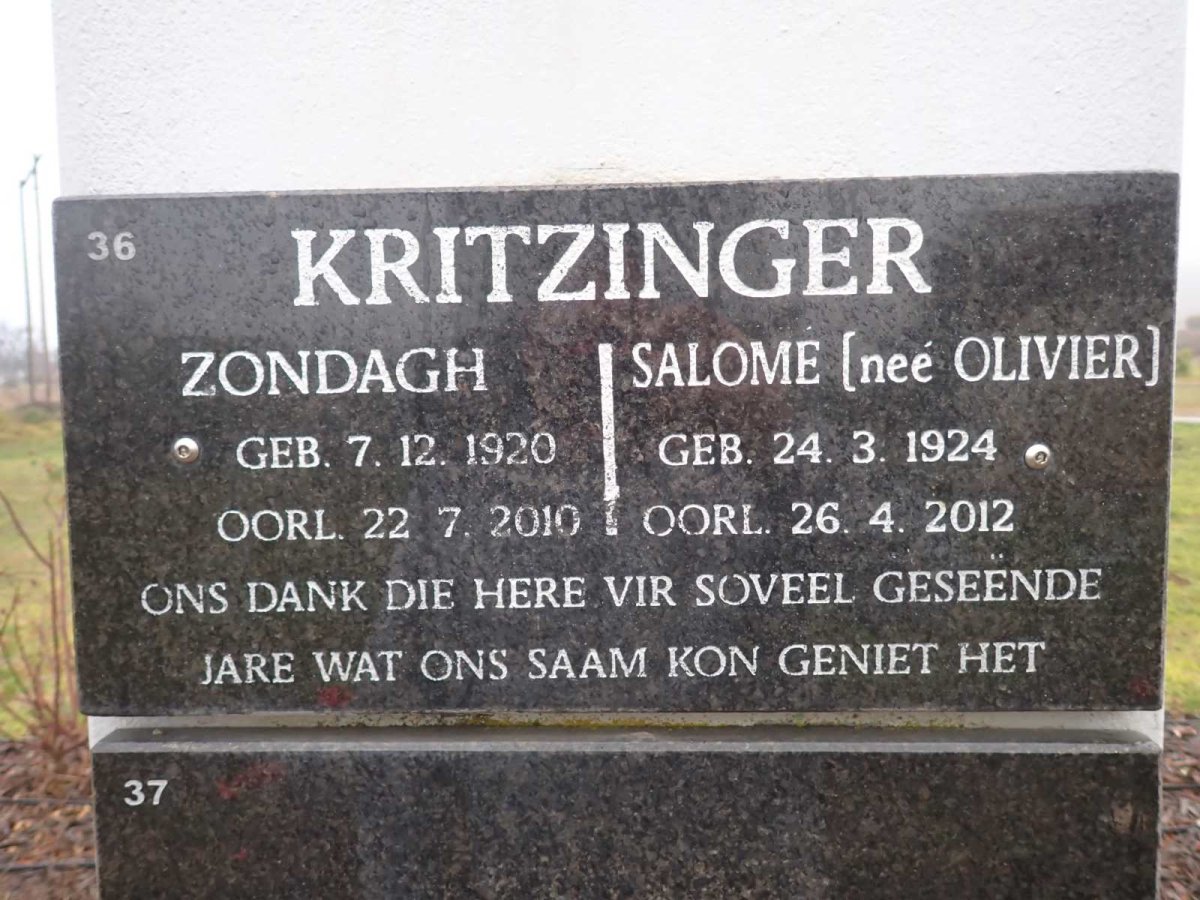 36
KRITZINGER
ZONDAGH
GEB. 7. 12. 1920
OORL. 22 7. 2010
SALOMÉ [neé OLIVIER]
GEB. 24. 3. 1924
OORL. 26. 4. 2012
ONS DANK DIE HERE VIR SOVEEL GESEËNDE
JARE WAT ONS SAAM KON GENIET HET
37